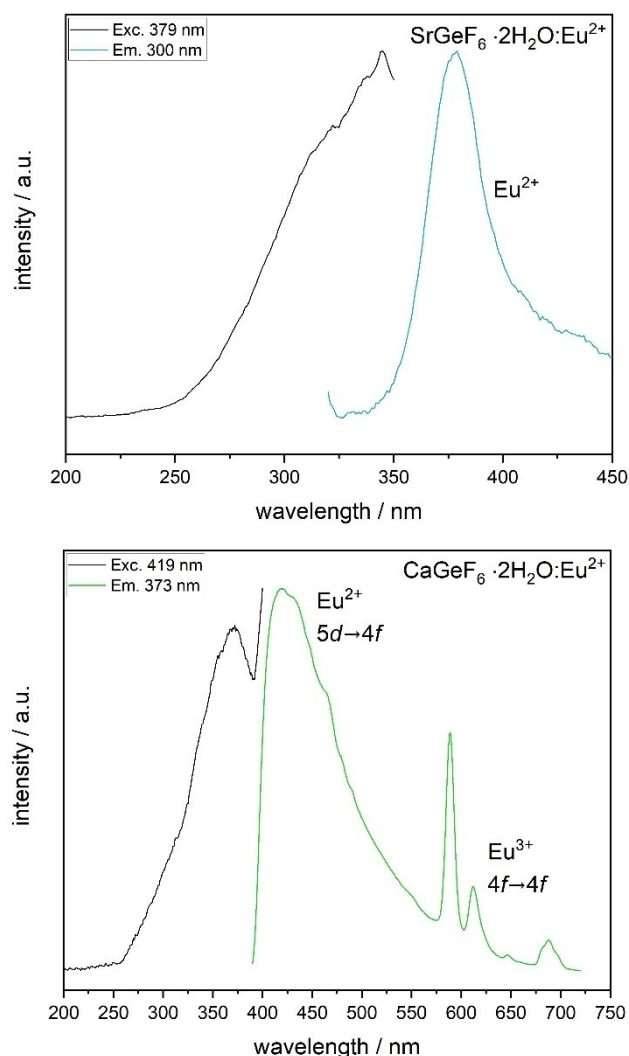 Exc. 379 nm
Em. 300 nm
SrGeF₆ ·2H₂O:Eu²⁺
Eu²⁺
intensity / a.u.
200 250 300 350 400 450
wavelength / nm
Exc. 419 nm
Em. 373 nm
CaGeF₆ ·2H₂O:Eu²⁺
Eu²⁺
5d→4f
Eu³⁺
4f→4f
intensity / a.u.
200 250 300 350 400 450 500 550 600 650 700 750
wavelength / nm